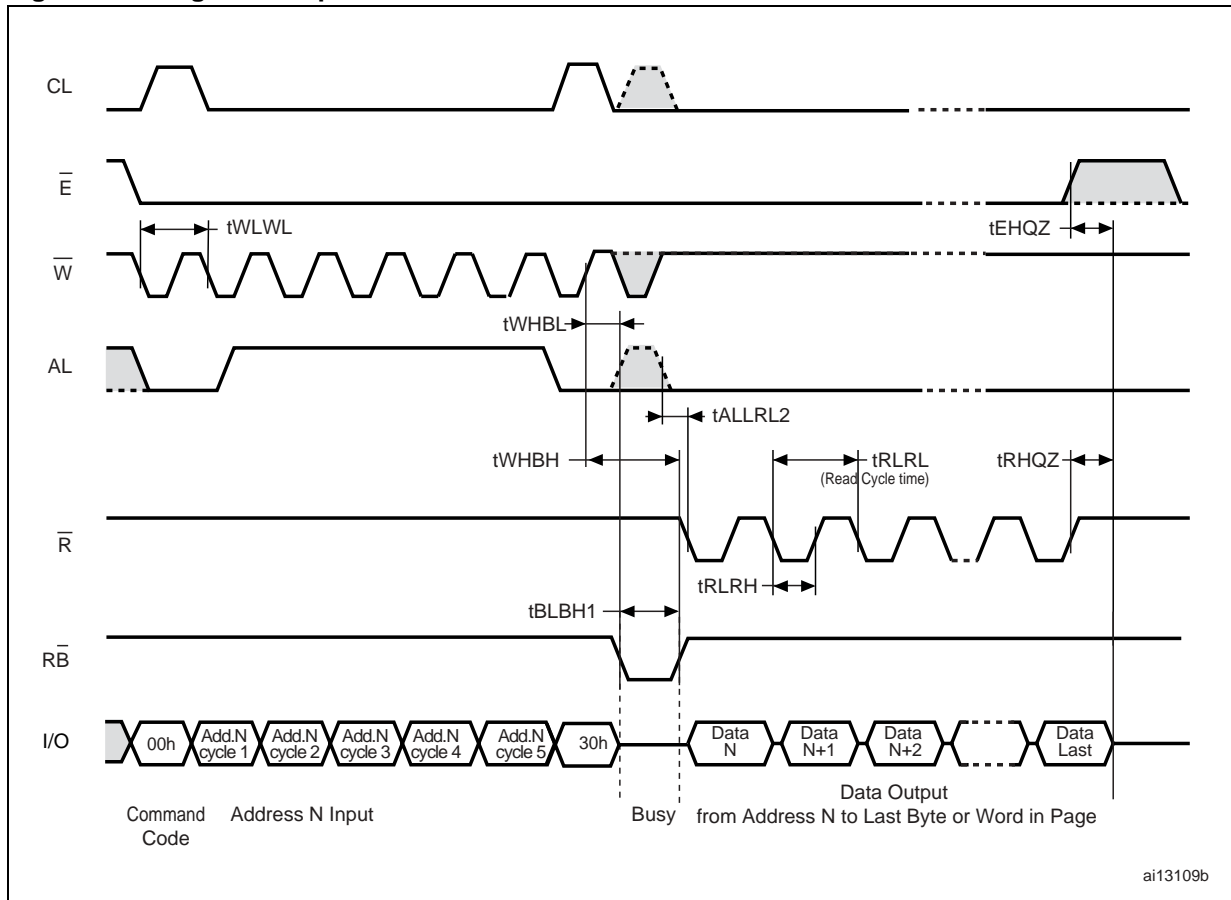 CL
E
tWLWL
tEHQZ
W
tWHBL
AL
tALLRL2
tWHBH
tRLRL
(Read Cycle time)
tRHQZ
R
tRLRH
tBLBH1
RB
I/O
00h
Add.N cycle 1
Add.N cycle 2
Add.N cycle 3
Add.N cycle 4
Add.N cycle 5
30h
Data N
Data N+1
Data N+2
Data Last
Command Code
Address N Input
Busy
Data Output
from Address N to Last Byte or Word in Page
ai13109b